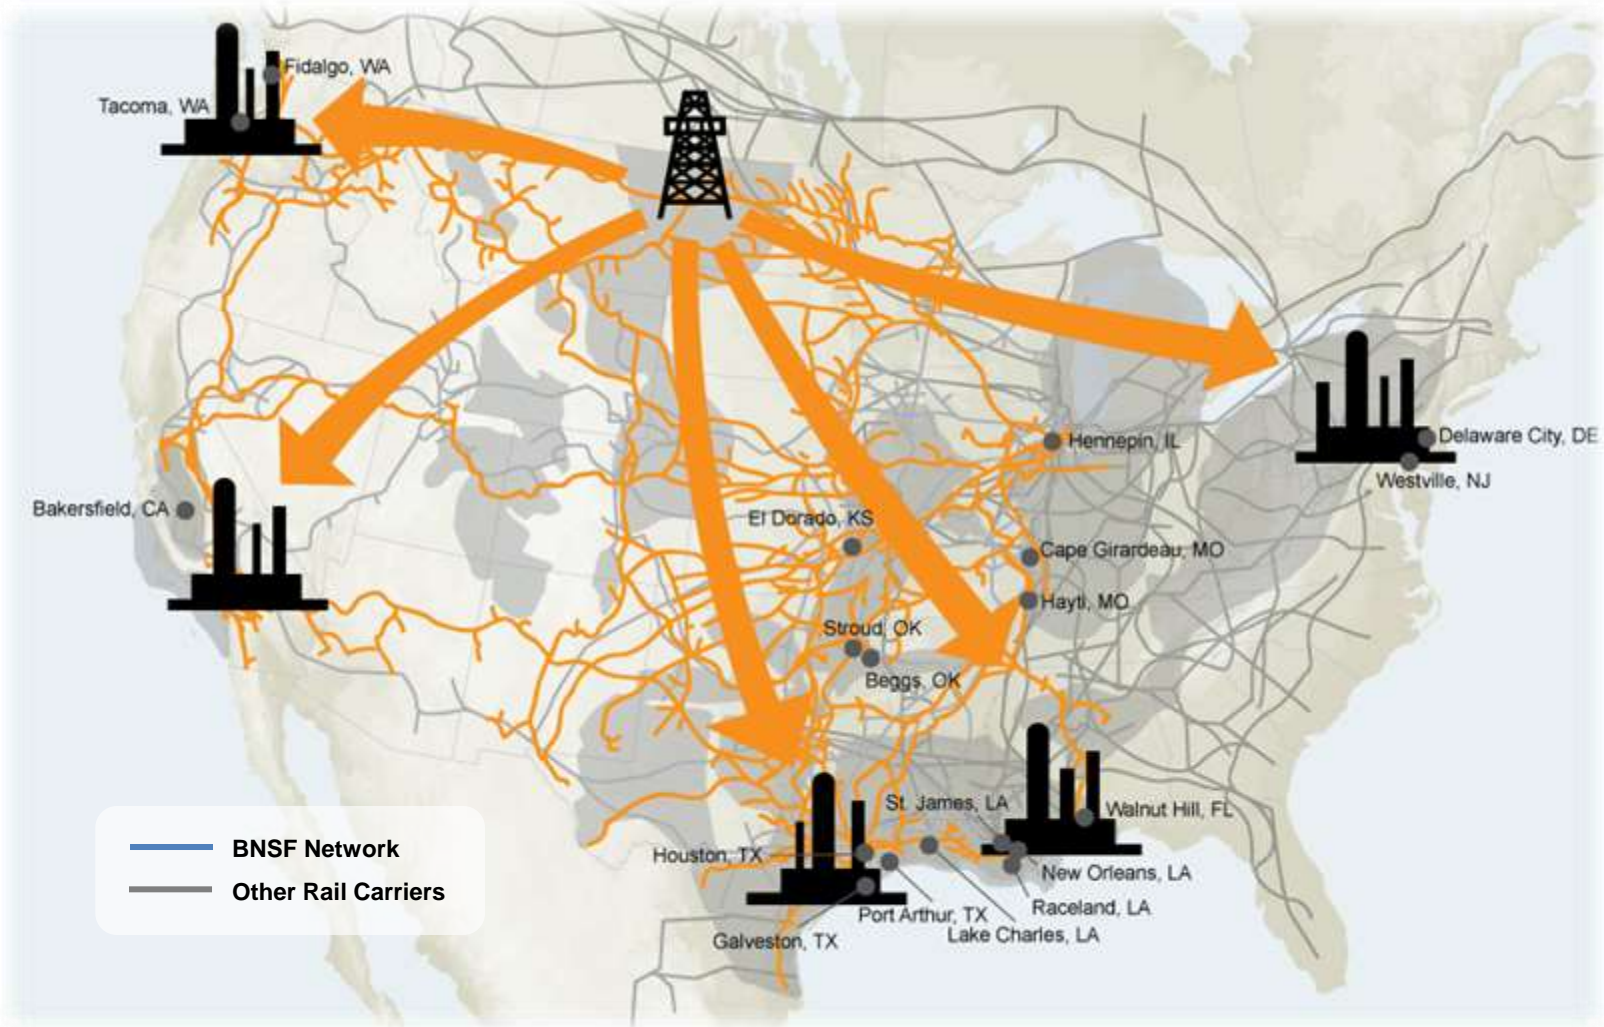 Fidalgo, WA
Tacoma, WA
Hennepin, IL
Delaware City, DE
Westville, NJ
Bakersfield, CA
El Dorado, KS
Cape Girardeau, MO
Hayti, MO
Stroud, OK
Beggs, OK
St. James, LA
Walnut Hill, FL
Houston, TX
New Orleans, LA
Raceland, LA
Port Arthur, TX
Lake Charles, LA
Galveston, TX
BNSF Network
Other Rail Carriers